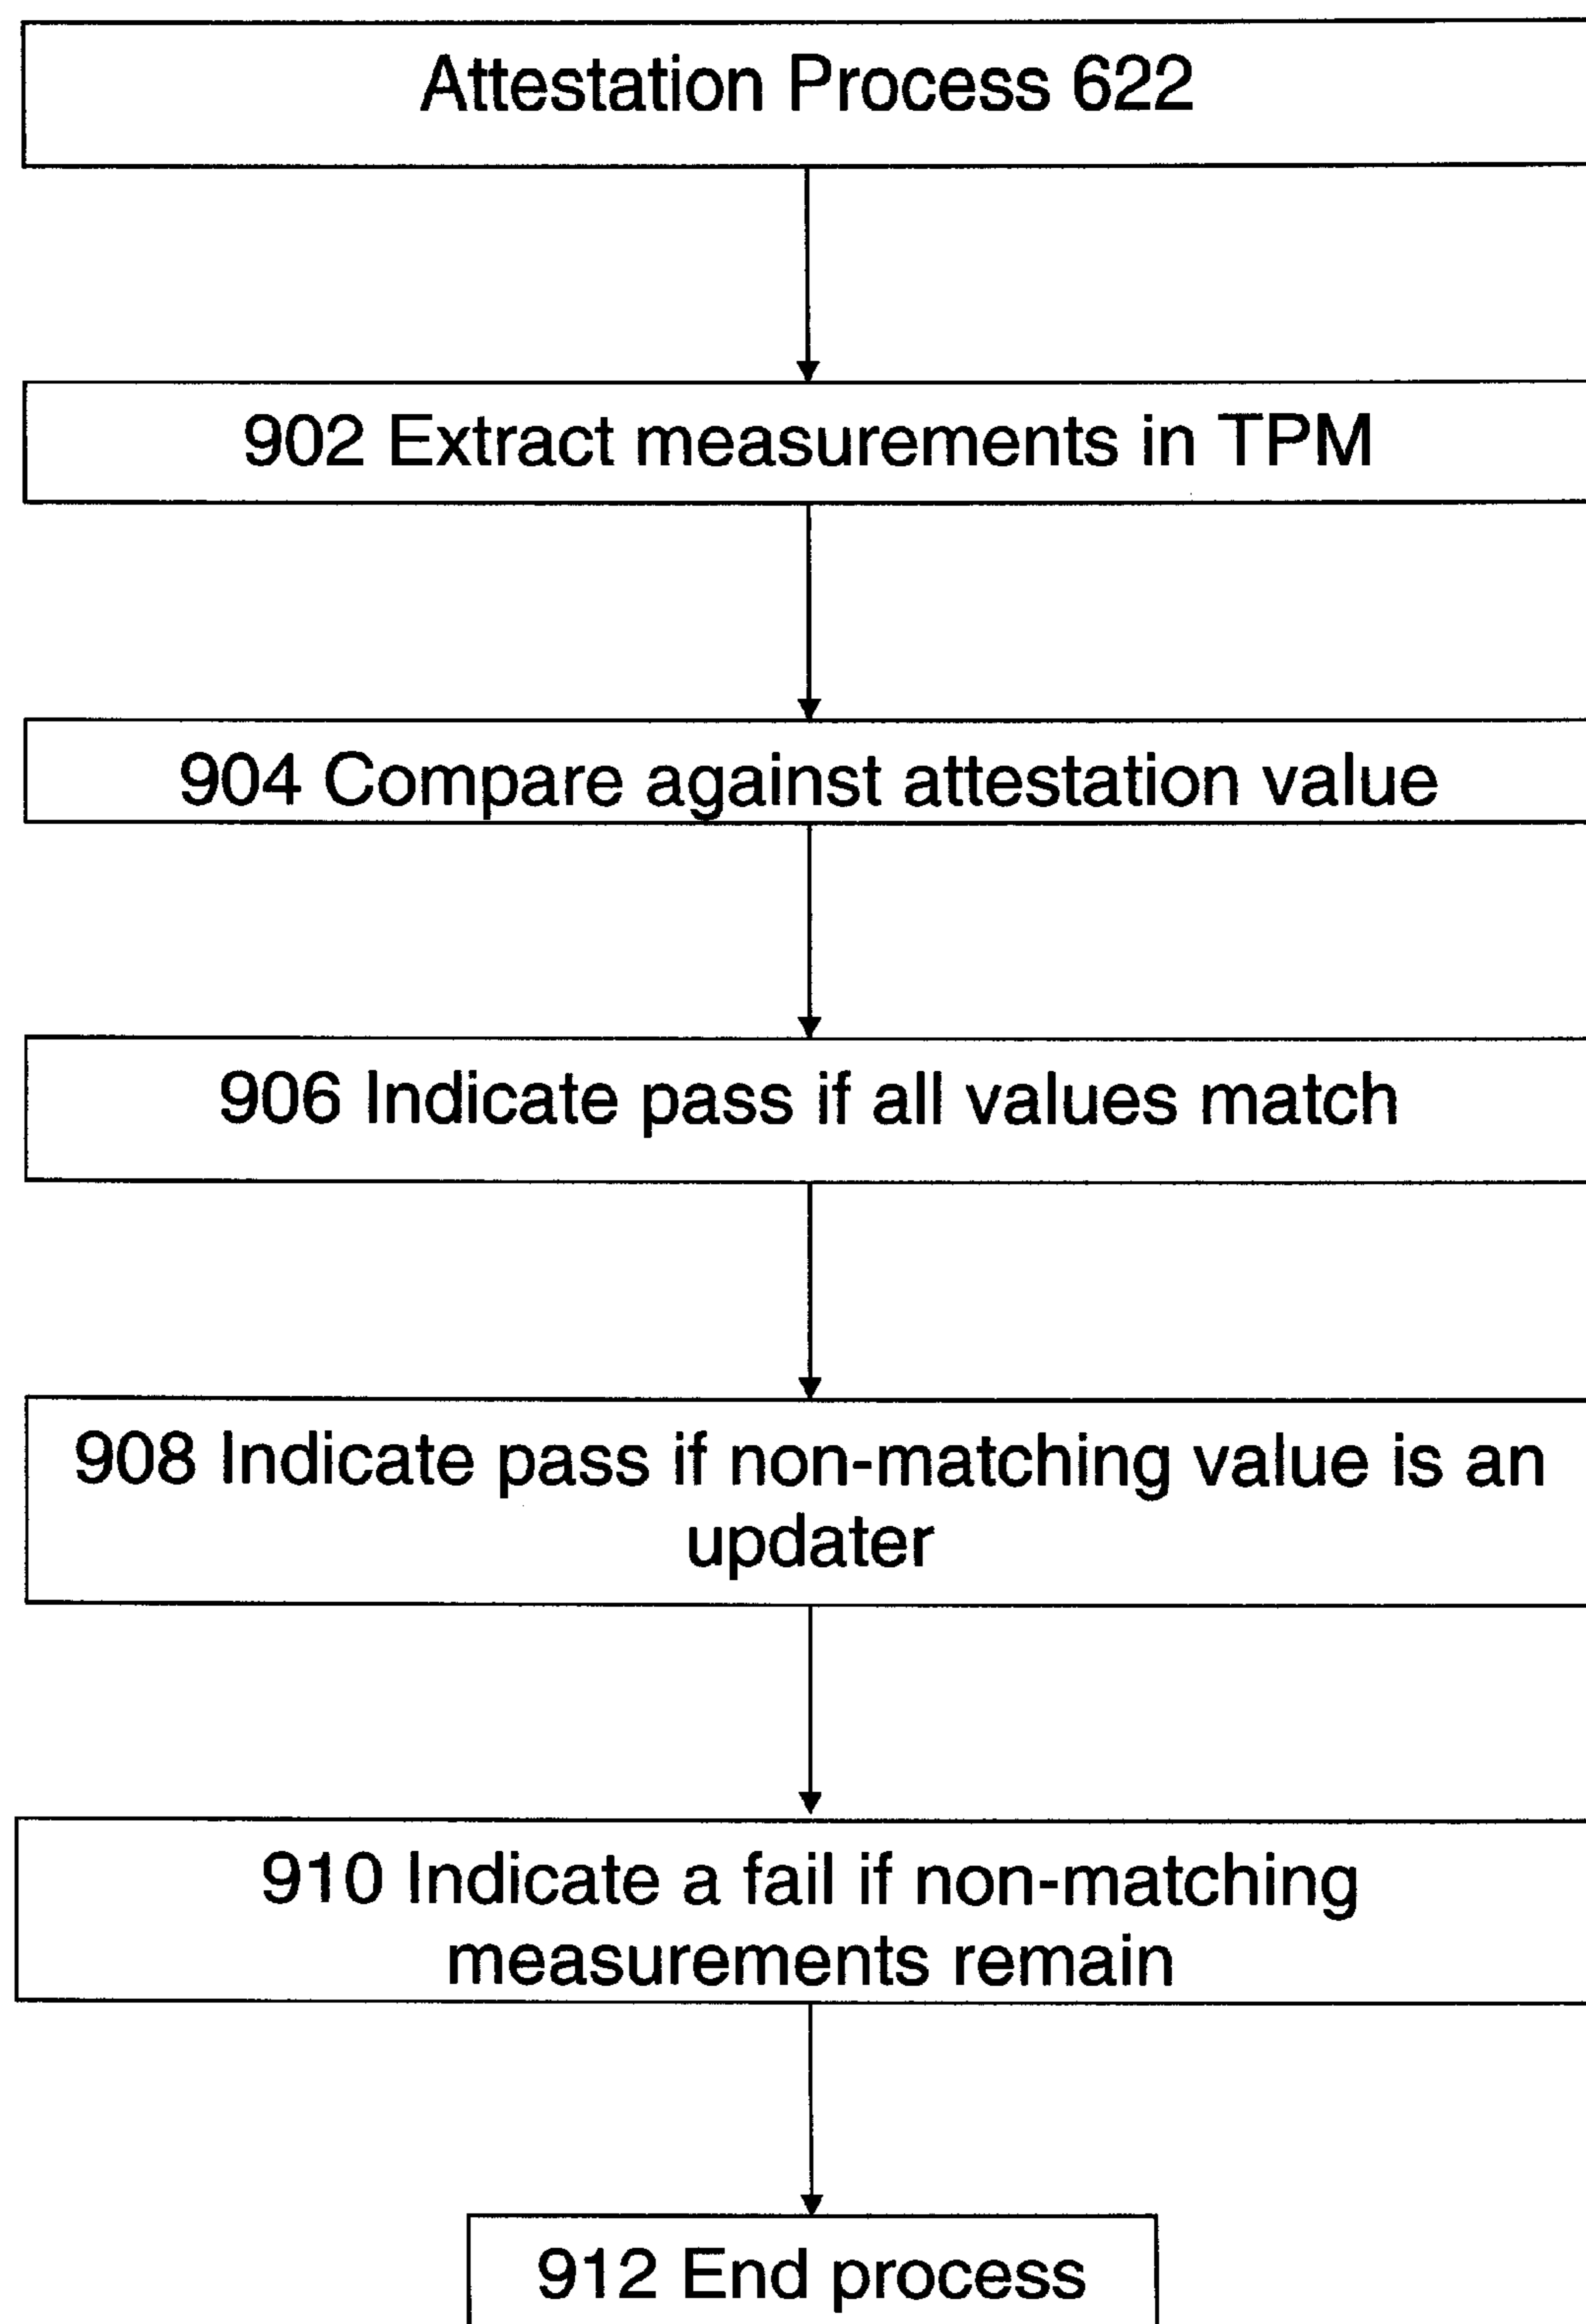 Attestation Process 622
902 Extract measurements in TPM
904 Compare against attestation value
906 Indicate pass if all values match
908 Indicate pass if non-matching value is an
updater
910 Indicate a fail if non-matching
measurements remain
912 End process